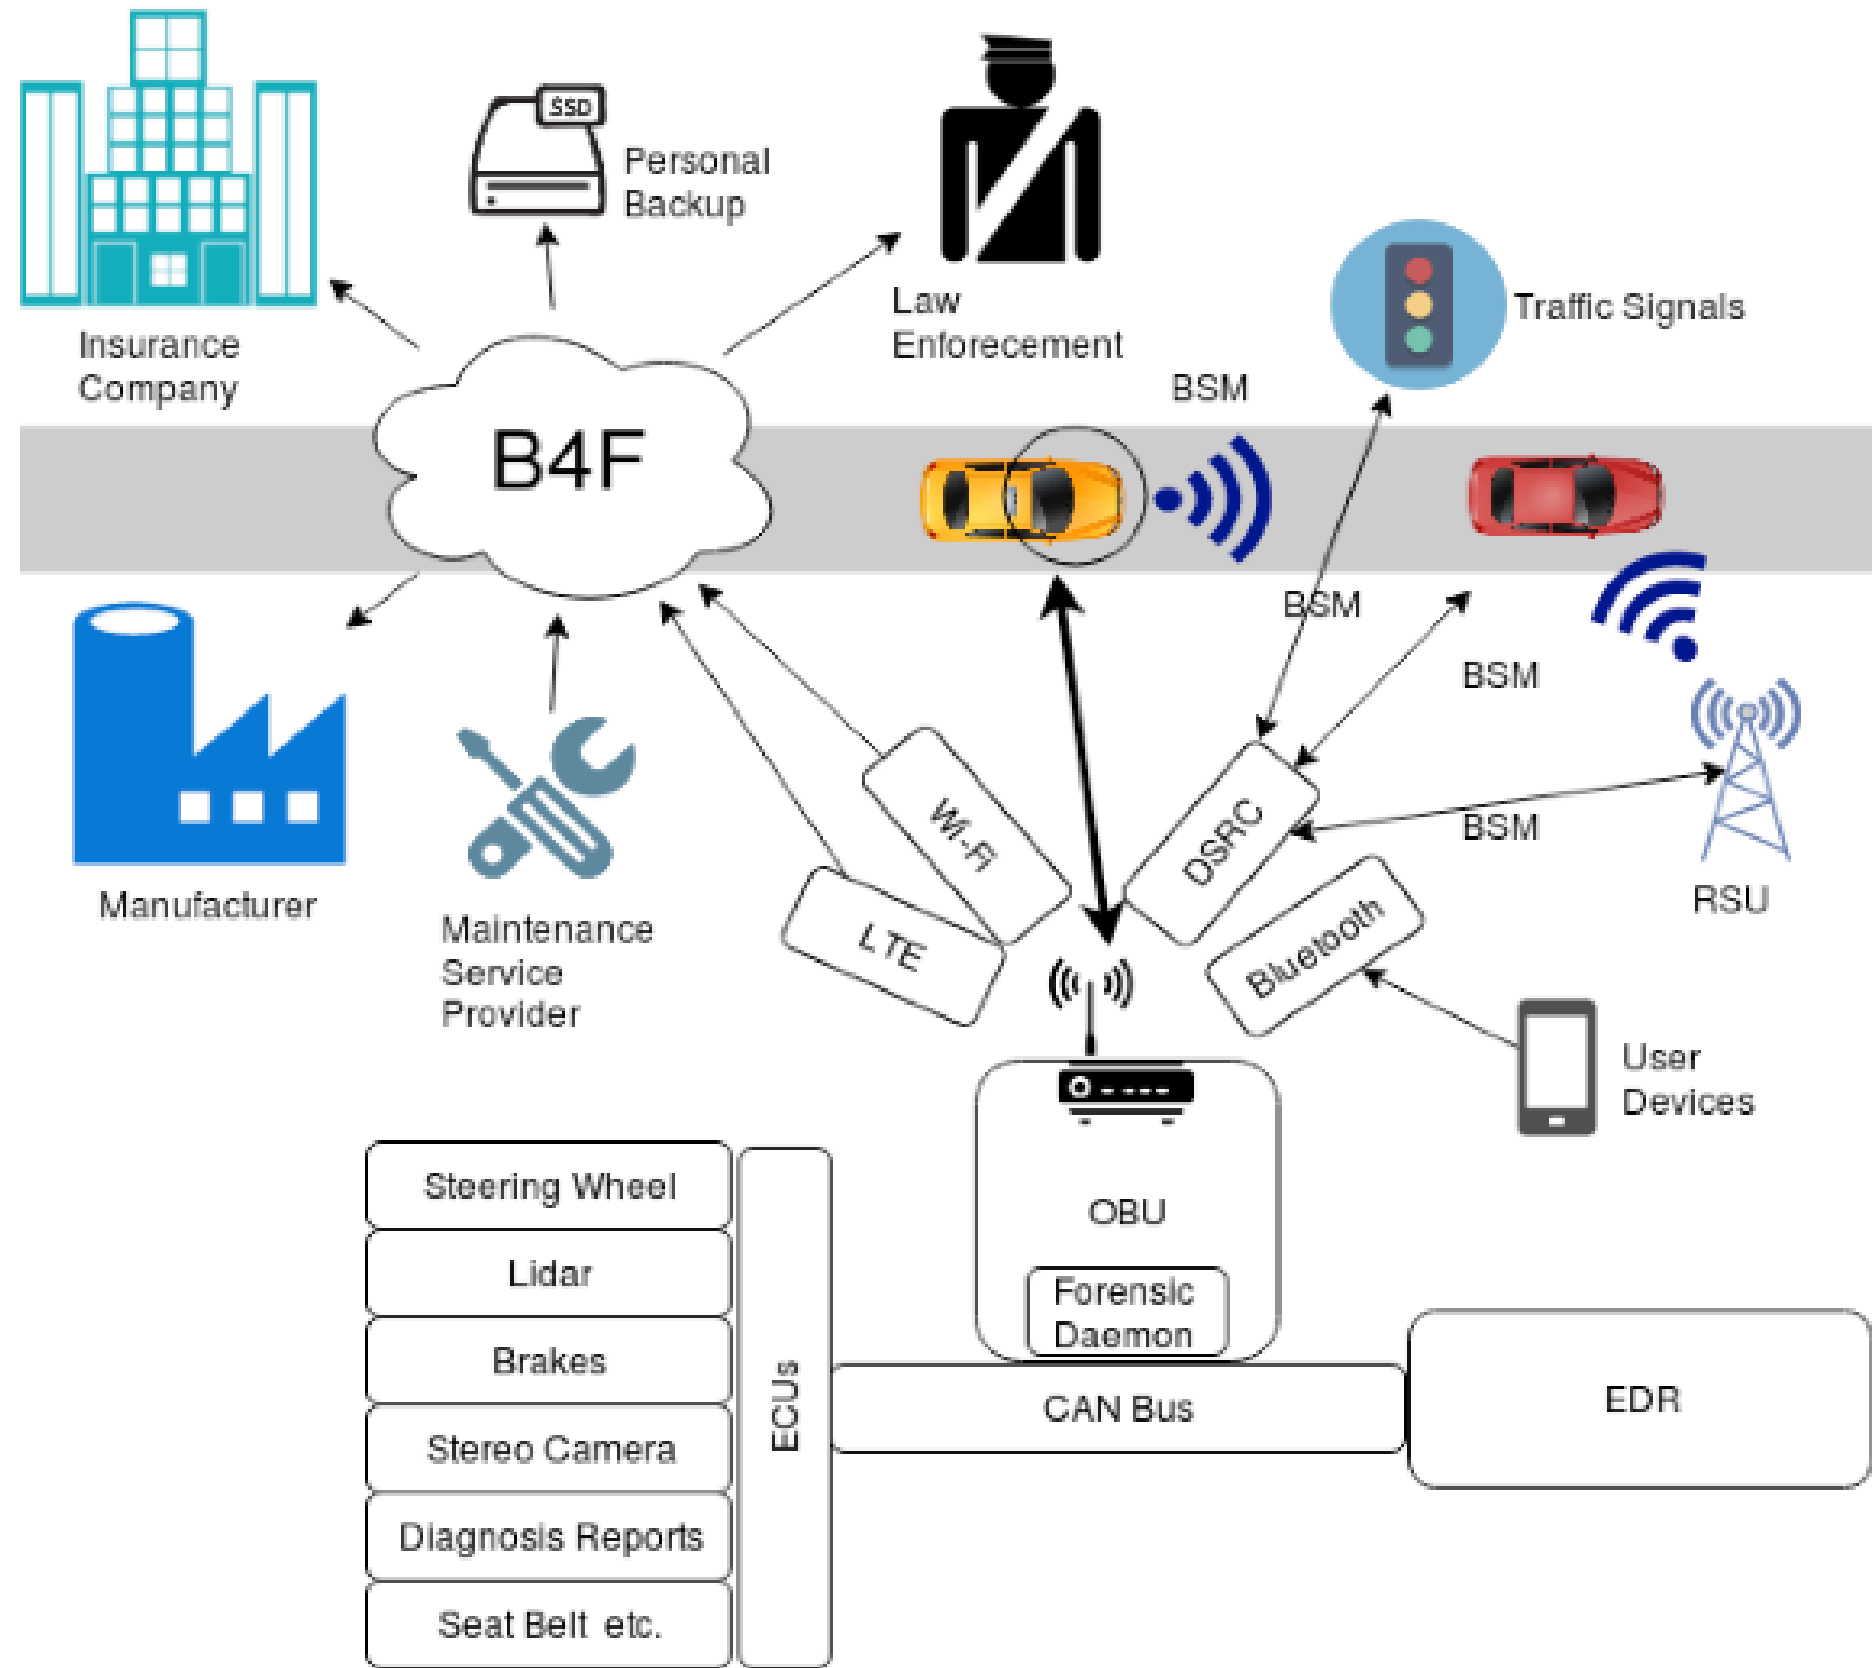 SSD
Personal
Backup
Law
Enforecement
Traffic Signals
Insurance
Company
BSM
B4F
BSM
BSM
BSM
Wi-Fi
DSRC
RSU
Manufacturer
Maintenance
Service
Provider
LTE
Bluetooth
User
Devices
OBU
Forensic
Daemon
Steering Wheel
Lidar
Brakes
Stereo Camera
Diagnosis Reports
Seat Belt etc.
ECUs
CAN Bus
EDR